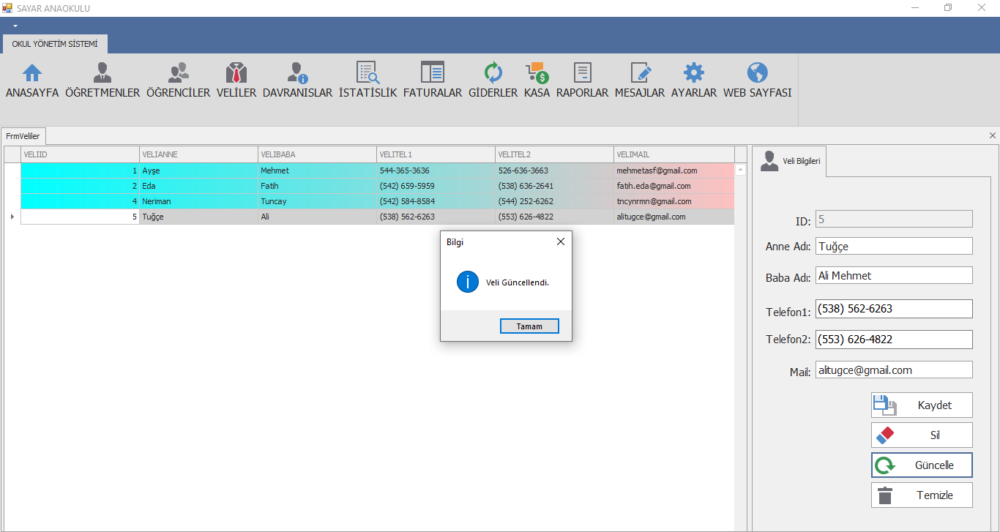 SAYAR ANAOKULU
OKUL YÖNETİM SİSTEMİ
ANASAYFA ÖĞRETMENLER ÖĞRENCİLER VELİLER DAVRANISLAR İSTATİSLİK FATURALAR GİDERLER KASA RAPORLAR MESAJLAR AYARLAR WEB SAYFASI
FrmVeliler
VELIID VELIANNE VELIBABA VELITEL1 VELITEL2 VELIMAIL
1 Ayşe Mehmet 544-365-3636 526-636-3663 mehmetasf@gmail.com
2 Eda Fatih (542) 659-5959 (538) 636-2641 fatih.eda@gmail.com
4 Neriman Tuncay (542) 584-8584 (544) 252-6262 tncynrmn@gmail.com
5 Tuğçe Ali (538) 562-6263 (553) 626-4822 alitugce@gmail.com
Bilgi
Veli Güncellendi.
Tamam
Veli Bilgileri
ID: 5
Anne Adı: Tuğçe
Baba Adı: Ali Mehmet
Telefon1: (538) 562-6263
Telefon2: (553) 626-4822
Mail: alitugce@gmail.com
Kaydet
Sil
Güncelle
Temizle